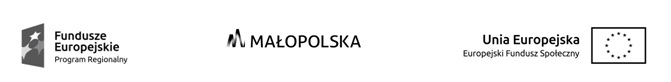 Fundusze
Europejskie
Program Regionalny
MAŁOPOLSKA
Unia Europejska
Europejski Fundusz Społeczny